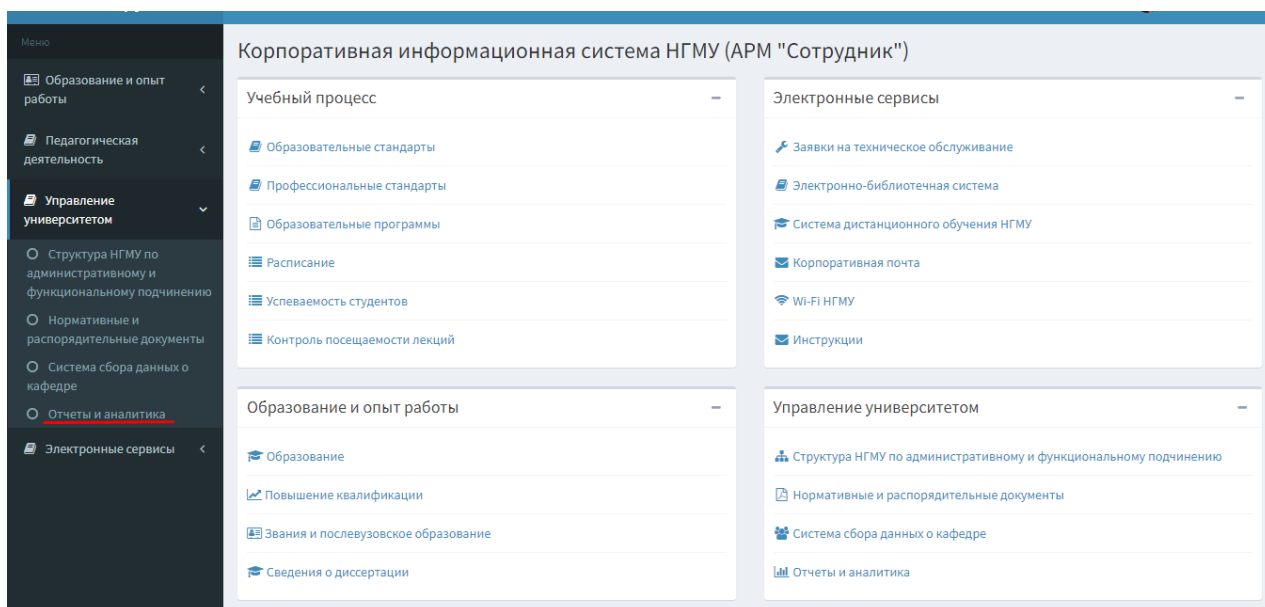 Меню
Образование и опыт
работы
Педагогическая
деятельность
Управление
университетом
Структура НГМУ по
административному и
функциональному подчинению
Нормативные и
распорядительные документы
Система сбора данных о
кафедре
Отчеты и аналитика
Электронные сервисы
Корпоративная информационная система НГМУ (АРМ "Сотрудник")
Учебный процесс
Образовательные стандарты
Профессиональные стандарты
Образовательные программы
Расписание
Успеваемость студентов
Контроль посещаемости лекций
Электронные сервисы
Заявки на техническое обслуживание
Электронно-библиотечная система
Система дистанционного обучения НГМУ
Корпоративная почта
Wi-Fi НГМУ
Инструкции
Образование и опыт работы
Образование
Повышение квалификации
Звания и послевузовское образование
Сведения о диссертации
Управление университетом
Структура НГМУ по административному и функциональному подчинению
Нормативные и распорядительные документы
Система сбора данных о кафедре
Отчеты и аналитика